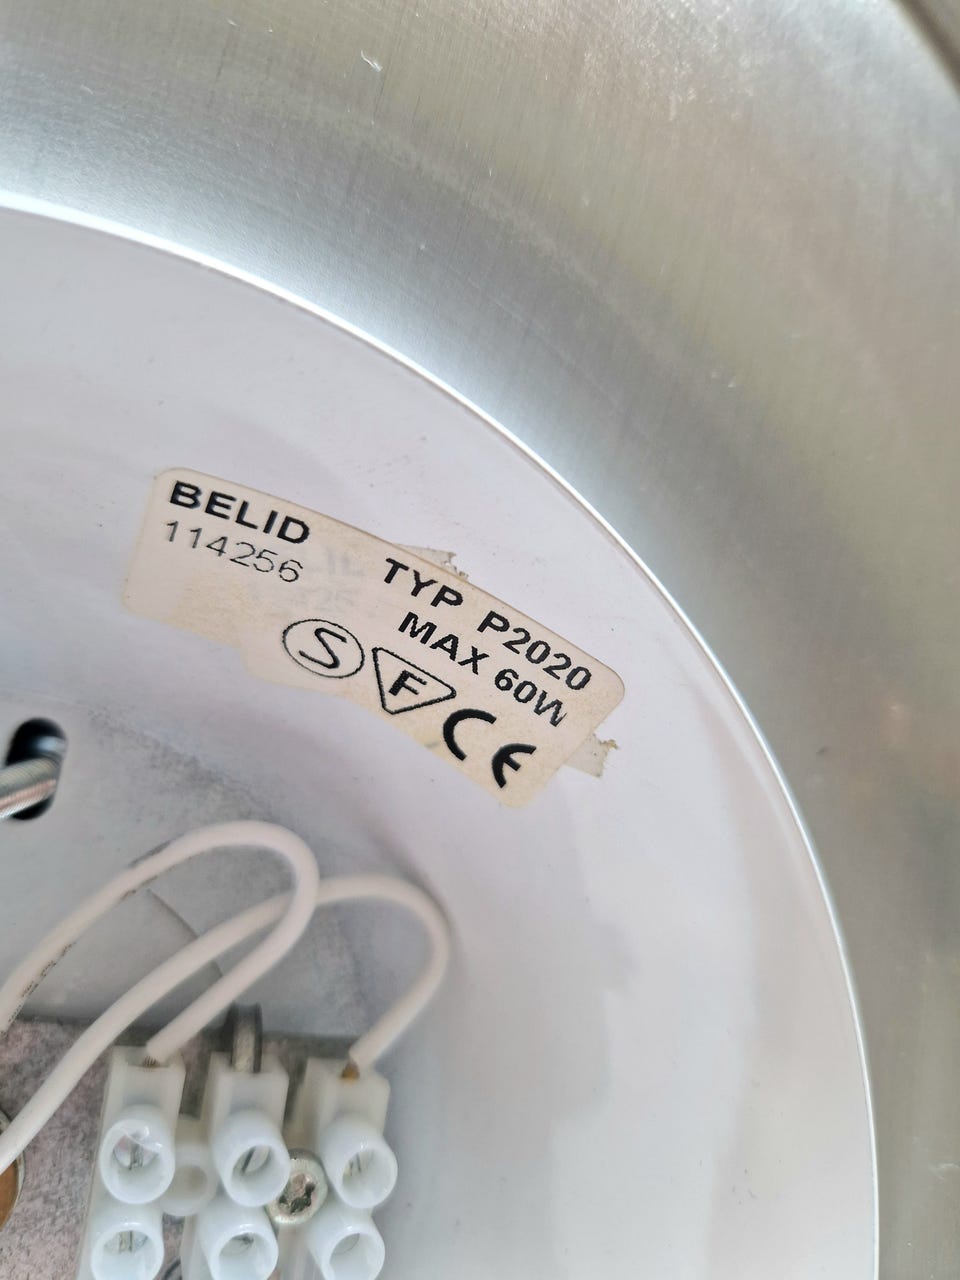 BELID
114256
TYP P2020
MAX 60W
S F CE